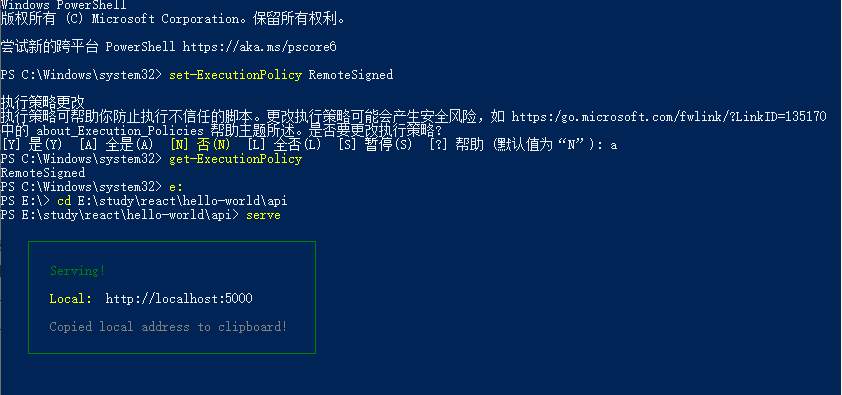 Windows PowerShell
版权所有 (C) Microsoft Corporation。保留所有权利。
尝试新的跨平台 PowerShell https://aka.ms/pscore6
PS C:\Windows\system32> set-ExecutionPolicy RemoteSigned
执行策略更改
执行策略可帮助你防止执行不信任的脚本。更改执行策略可能会产生安全风险，如 https:/go.microsoft.com/fwlink/?LinkID=135170
中的 about_Execution_Policies 帮助主题所述。是否要更改执行策略?
[Y] 是(Y)  [A] 全是(A)  [N] 否(N)  [L] 全否(L)  [S] 暂停(S)  [?] 帮助 (默认值为“N”): a
PS C:\Windows\system32> get-ExecutionPolicy
RemoteSigned
PS C:\Windows\system32> e:
PS E:\> cd E:\study\react\hello-world\api
PS E:\study\react\hello-world\api> serve
Serving!
Local:  http://localhost:5000
Copied local address to clipboard!